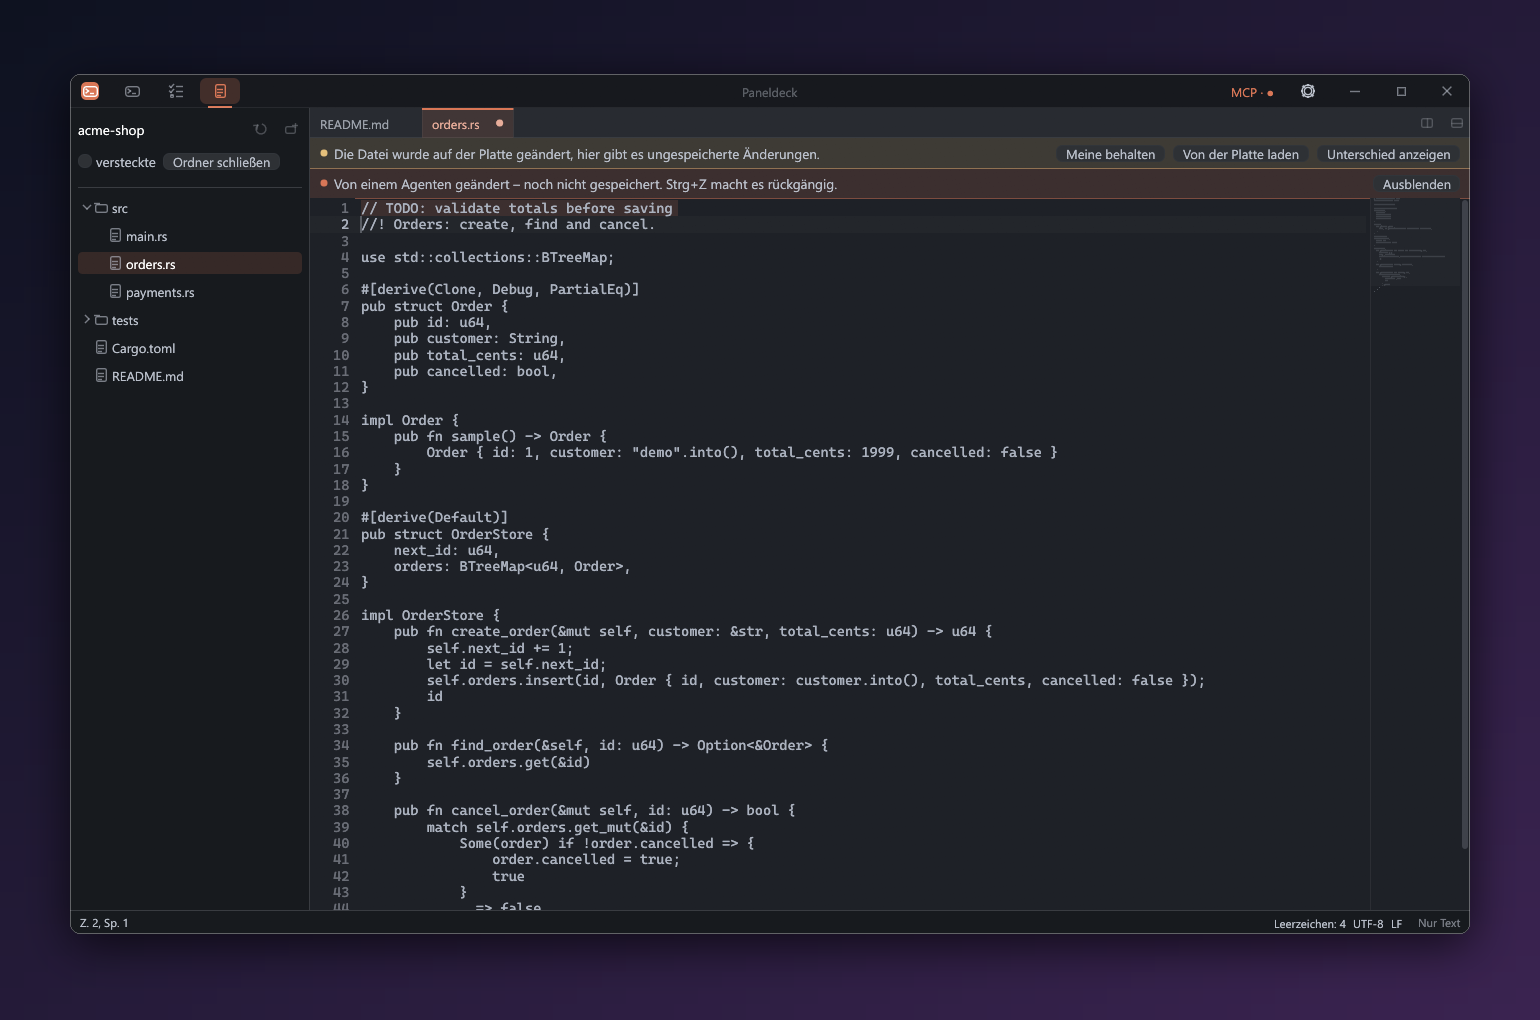 Paneldeck
MCP ·
acme-shop
versteckte
Ordner schließen
src
main.rs
orders.rs
payments.rs
tests
Cargo.toml
README.md
README.md
orders.rs
Die Datei wurde auf der Platte geändert, hier gibt es ungespeicherte Änderungen.
Meine behalten
Von der Platte laden
Unterschied anzeigen
Von einem Agenten geändert – noch nicht gespeichert. Strg+Z macht es rückgängig.
Ausblenden
1 // TODO: validate totals before saving
2 //! Orders: create, find and cancel.
3
4 use std::collections::BTreeMap;
5
6 #[derive(Clone, Debug, PartialEq)]
7 pub struct Order {
8     pub id: u64,
9     pub customer: String,
10     pub total_cents: u64,
11     pub cancelled: bool,
12 }
13
14 impl Order {
15     pub fn sample() -> Order {
16         Order { id: 1, customer: "demo".into(), total_cents: 1999, cancelled: false }
17     }
18 }
19
20 #[derive(Default)]
21 pub struct OrderStore {
22     next_id: u64,
23     orders: BTreeMap<u64, Order>,
24 }
25
26 impl OrderStore {
27     pub fn create_order(&mut self, customer: &str, total_cents: u64) -> u64 {
28         self.next_id += 1;
29         let id = self.next_id;
30         self.orders.insert(id, Order { id, customer: customer.into(), total_cents, cancelled: false });
31         id
32     }
33
34     pub fn find_order(&self, id: u64) -> Option<&Order> {
35         self.orders.get(&id)
36     }
37
38     pub fn cancel_order(&mut self, id: u64) -> bool {
39         match self.orders.get_mut(&id) {
40             Some(order) if !order.cancelled => {
41                 order.cancelled = true;
42                 true
43             }
44               => false
Z. 2, Sp. 1
Leerzeichen: 4
UTF-8
LF
Nur Text